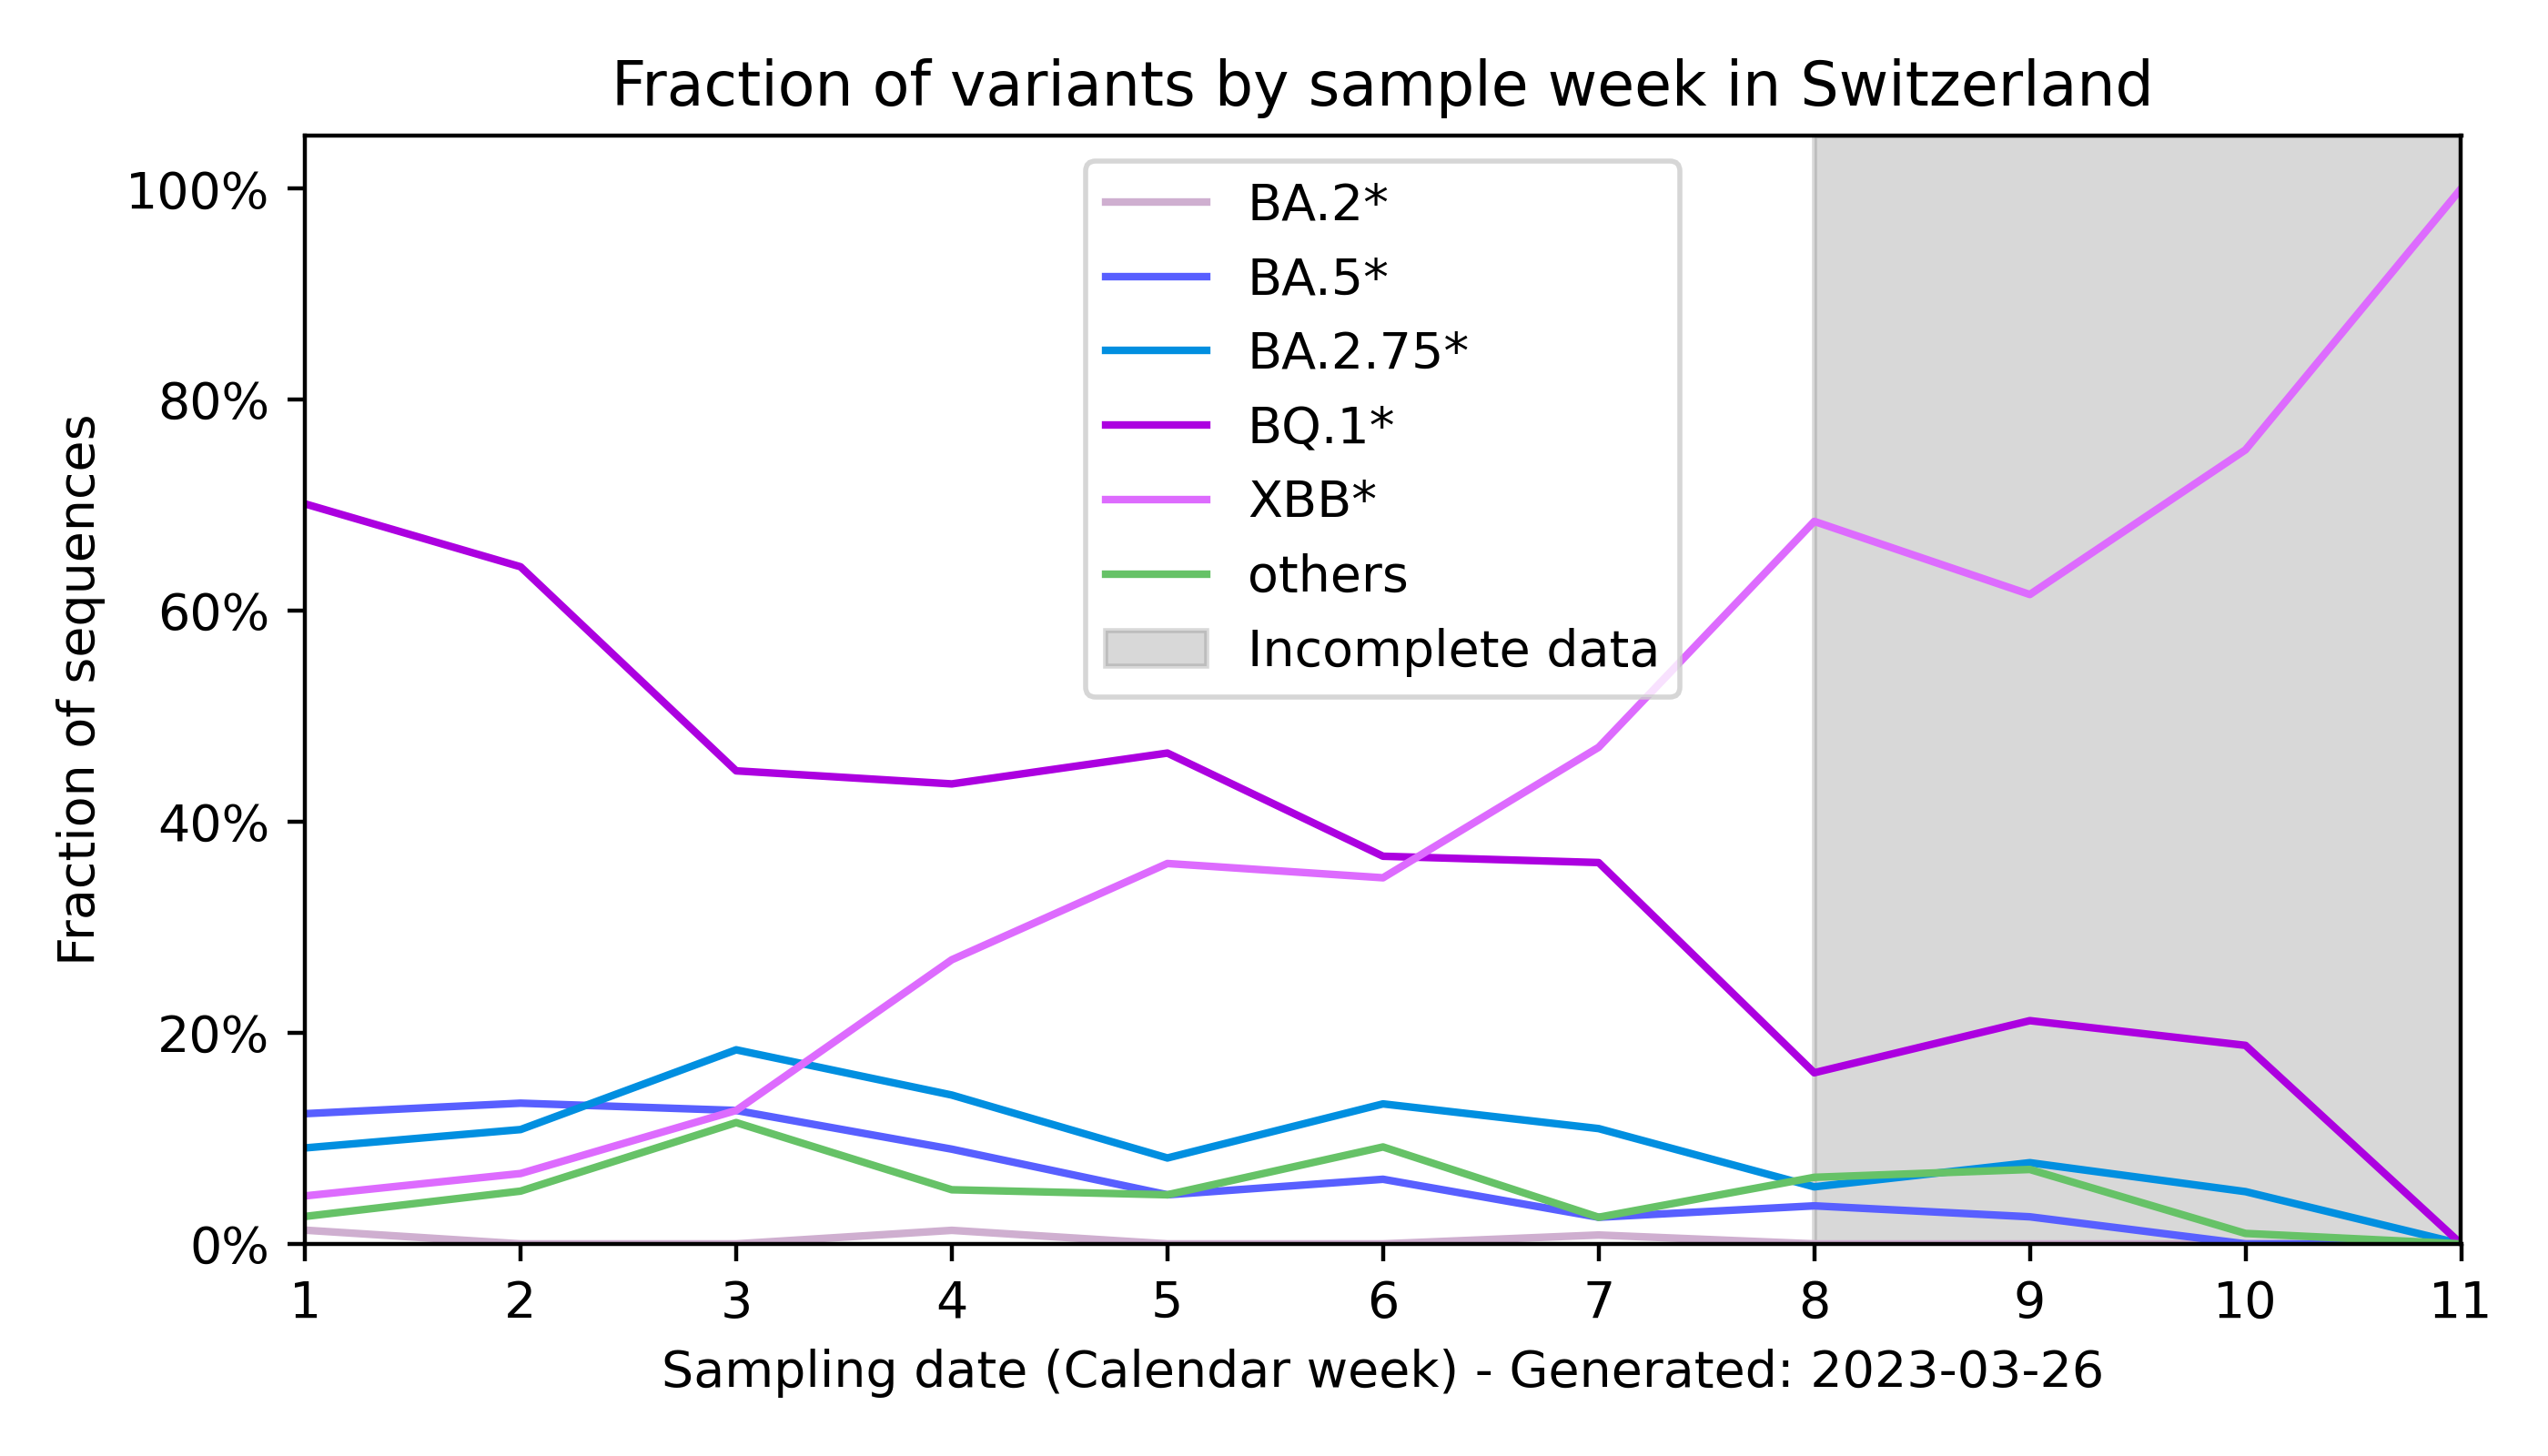 Fraction of variants by sample week in Switzerland
BA.2*
BA.5*
BA.2.75*
BQ.1*
XBB*
others
Incomplete data
Fraction of sequences
100%
80%
60%
40%
20%
0%
1 2 3 4 5 6 7 8 9 10 11
Sampling date (Calendar week) - Generated: 2023-03-26